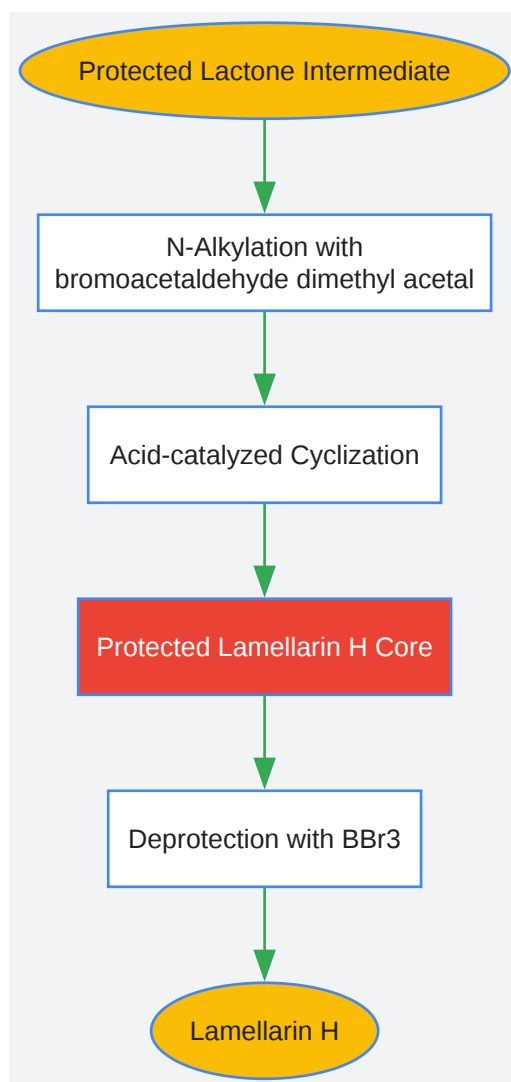 Protected Lactone Intermediate
N-Alkylation with
bromoacetaldehyde dimethyl acetal
Acid-catalyzed Cyclization
Protected Lamellarin H Core
Deprotection with BBr3
Lamellarin H